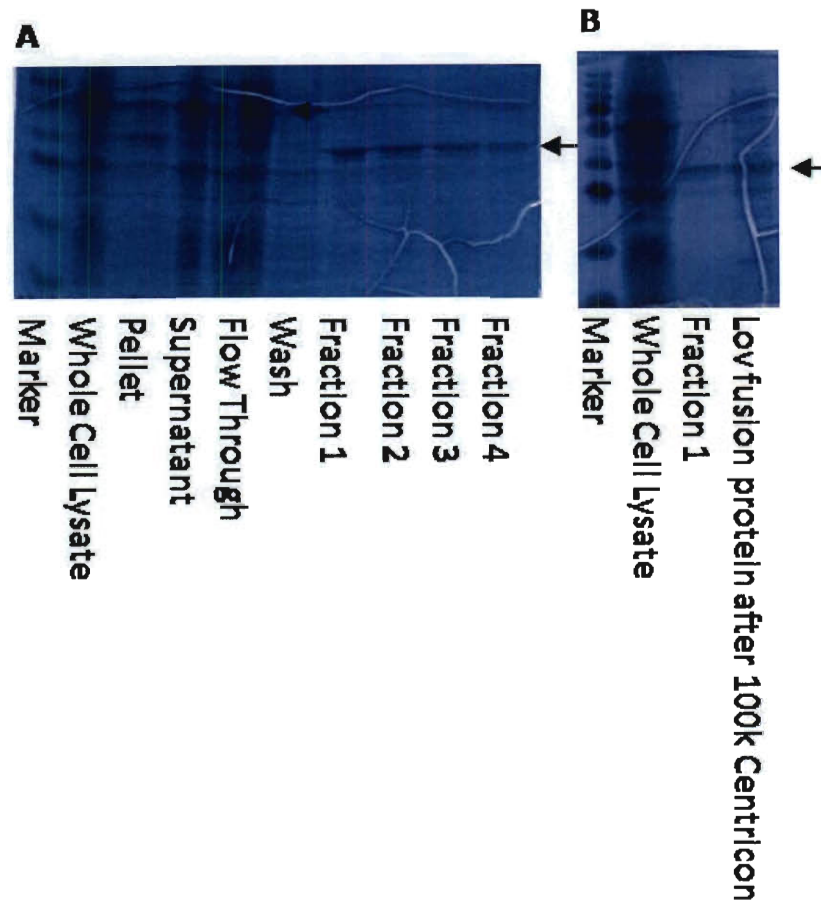 A
B
Marker
Whole Cell Lysate
Pellet
Supernatant
Flow Through
Wash
Fraction 1
Fraction 2
Fraction 3
Fraction 4
Marker
Whole Cell Lysate
Fraction 1
Lov fusion protein after 100k Centricon